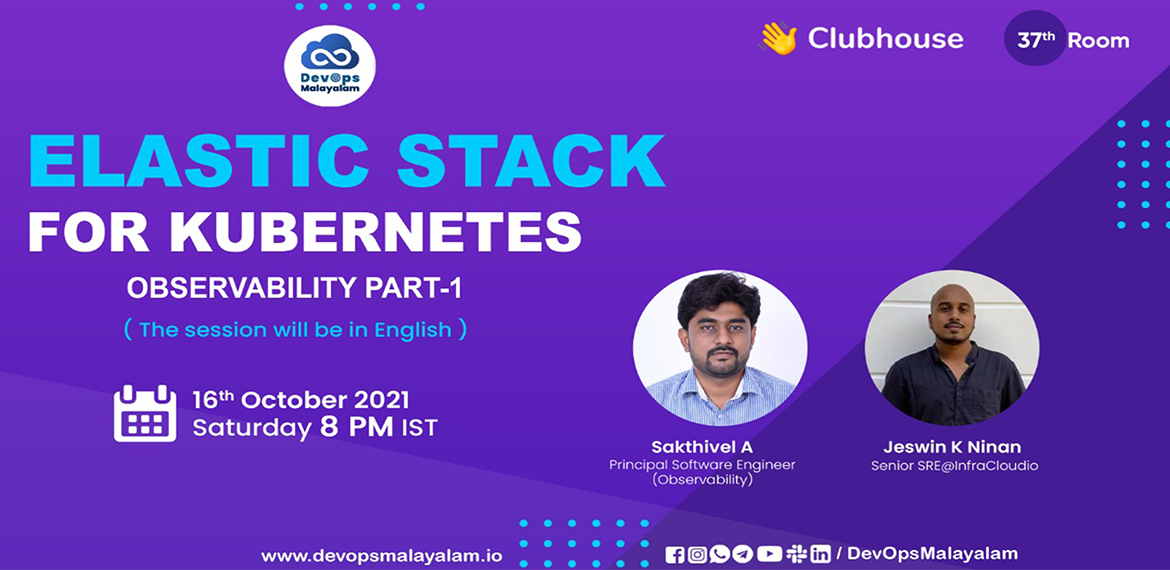 DevOps
Malayalam
Clubhouse
37th Room
ELASTIC STACK
FOR KUBERNETES
OBSERVABILITY PART-1
( The session will be in English )
16th October 2021
Saturday 8 PM IST
Sakthivel A
Principal Software Engineer
(Observability)
Jeswin K Ninan
Senior SRE@InfraCloudio
www.devopsmalayalam.io
/ DevOpsMalayalam